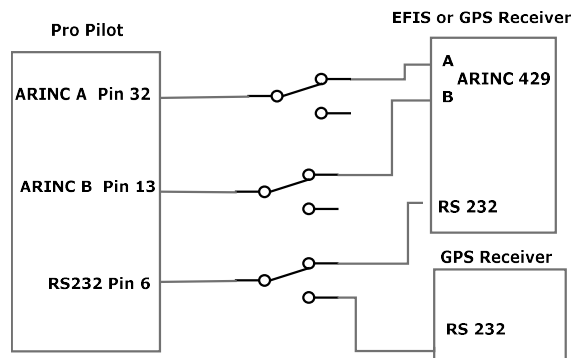 EFIS or GPS Receiver
Pro Pilot
A
ARINC 429
ARINC A Pin 32
B
ARINC B Pin 13
RS 232
GPS Receiver
RS232 Pin 6
RS 232